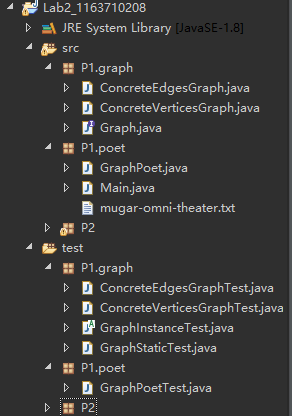 Lab2_1163710208
JRE System Library [JavaSE-1.8]
src
P1.graph
ConcreteEdgesGraph.java
ConcreteVerticesGraph.java
Graph.java
P1.poet
GraphPoet.java
Main.java
mugar-omni-theater.txt
P2
test
P1.graph
ConcreteEdgesGraphTest.java
ConcreteVerticesGraphTest.java
GraphInstanceTest.java
GraphStaticTest.java
P1.poet
GraphPoetTest.java
P2